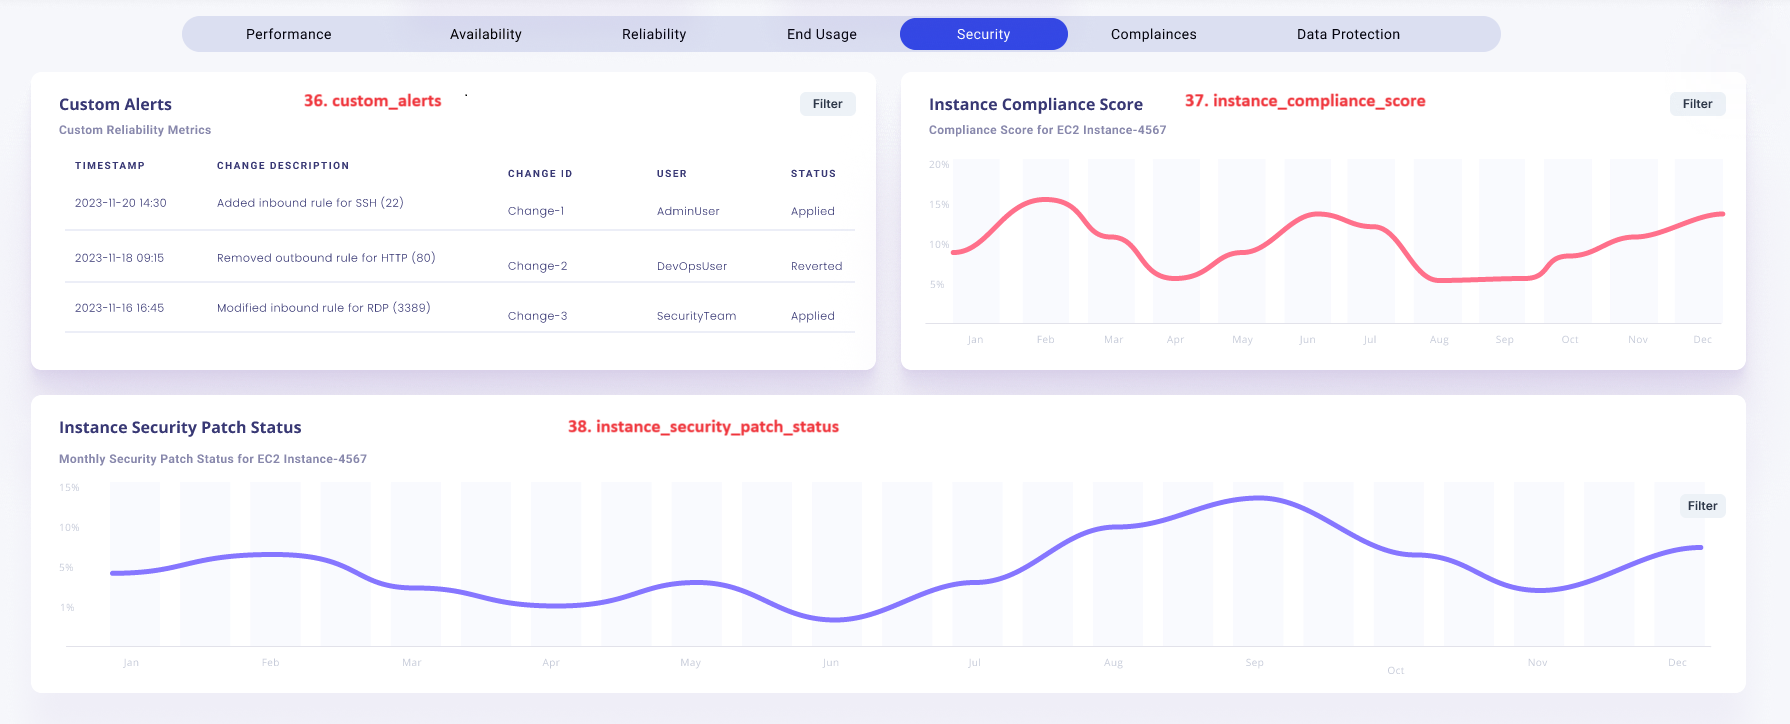 Performance Availability Reliability End Usage Security Complainces Data Protection
Custom Alerts 36. custom_alerts Filter
Custom Reliability Metrics
TIMESTAMP CHANGE DESCRIPTION CHANGE ID USER STATUS
2023-11-20 14:30 Added inbound rule for SSH (22) Change-1 AdminUser Applied
2023-11-18 09:15 Removed outbound rule for HTTP (80) Change-2 DevOpsUser Reverted
2023-11-16 16:45 Modified inbound rule for RDP (3389) Change-3 SecurityTeam Applied
Instance Compliance Score 37. instance_compliance_score Filter
Compliance Score for EC2 Instance-4567
20%
15%
10%
5%
Jan Feb Mar Apr May Jun Jul Aug Sep Oct Nov Dec
Instance Security Patch Status 38. instance_security_patch_status
Monthly Security Patch Status for EC2 Instance-4567
15%
Filter
10%
5%
1%
Jan Feb Mar Apr May Jun Jul Aug Sep Oct Nov Dec